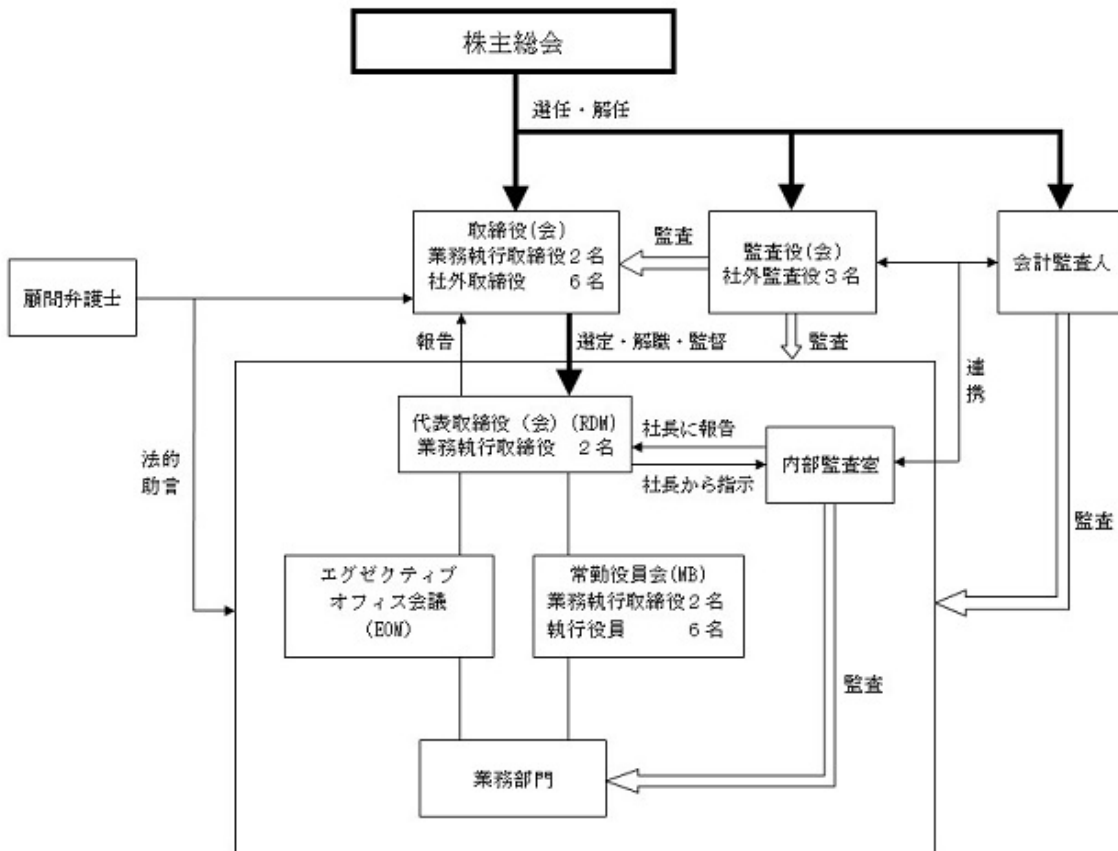 株主総会
選任・解任
取締役(会)
業務執行取締役2名
社外取締役 6名
監査
監査役(会)
社外監査役3名
会計監査人
顧問弁護士
報告
選定・解職・監督
監査
連携
代表取締役 (会) (RDM)
業務執行取締役 2名
社長に報告
社長から指示
内部監査室
法的
助言
監査
エグゼクティブ
オフィス会議
(EOM)
常勤役員会(MB)
業務執行取締役2名
執行役員 6名
監査
業務部門